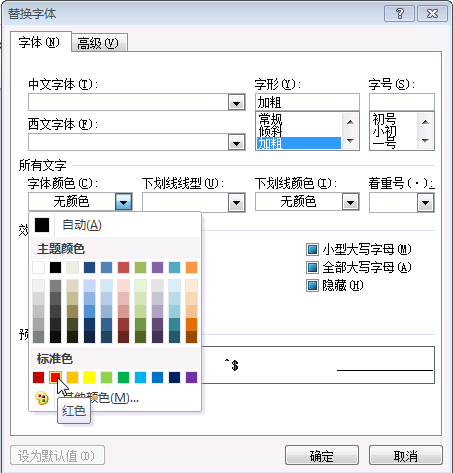 替换字体
字体(N) 高级(V)
中文字体(T): 字形(Y): 字号(S):
加粗
常规 初号
西文字体(F): 倾斜 小初
加粗 一号
所有文字
字体颜色(C): 下划线线型(U): 下划线颜色(I): 着重号(·):
无颜色 无颜色
自动(A)
主题颜色
小型大写字母(M)
全部大写字母(A)
隐藏(H)
标准色
^$
其他颜色(M)...
红色
设为默认值(D) 确定 取消